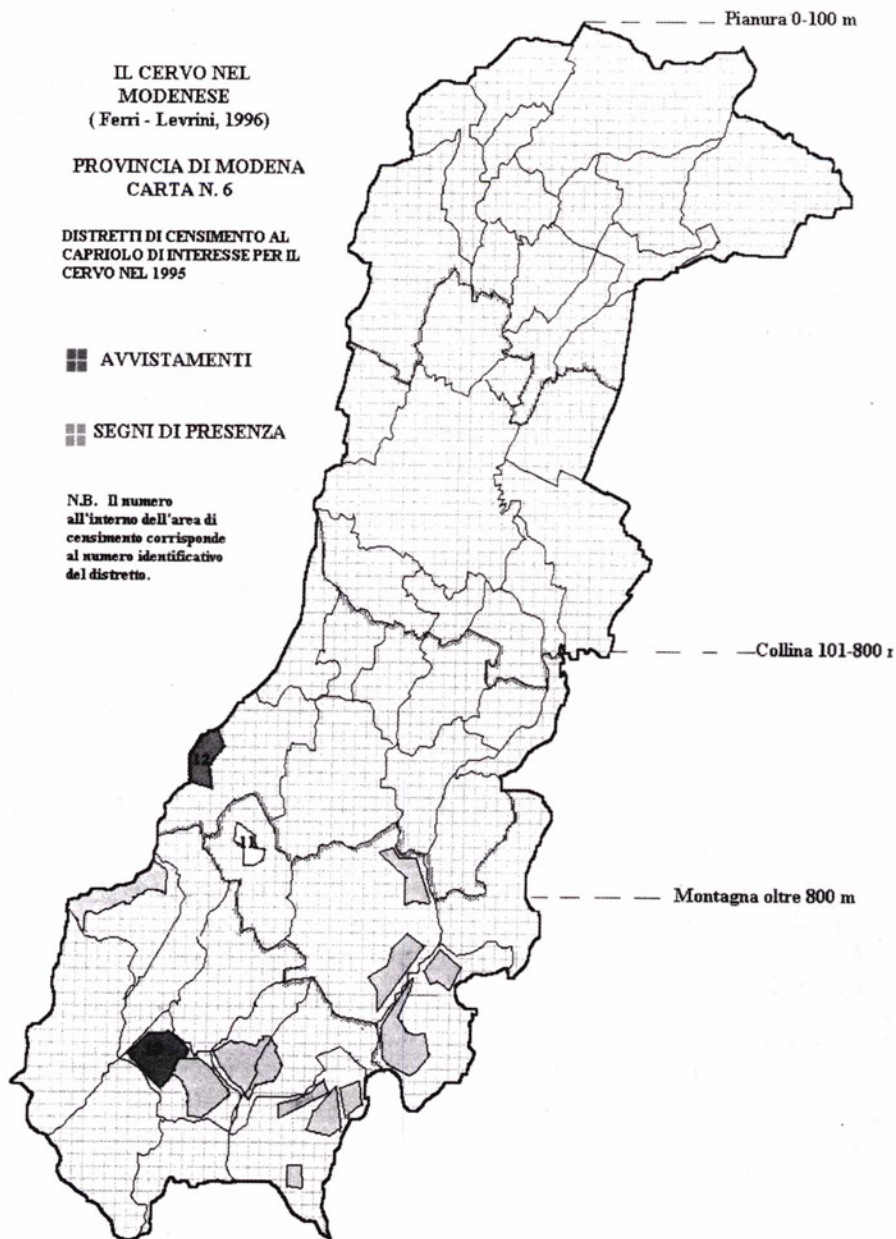 Pianura 0-100 m
IL CERVO NEL
MODENESE
( Ferri - Levrini, 1996)
PROVINCIA DI MODENA
CARTA N. 6
DISTRETTI DI CENSIMENTO AL
CAPRIOLO DI INTERESSE PER IL
CERVO NEL 1995
AVVISTAMENTI
SEGNI DI PRESENZA
N.B. Il numero
all'interno dell'area di
censimento corrisponde
al numero identificativo
del distretto.
Collina 101-800
12
Montagna oltre 800 m